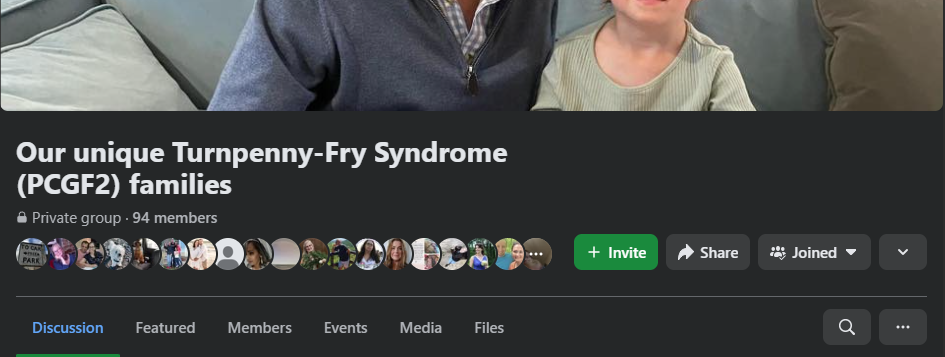 Our unique Turnpenny-Fry Syndrome
(PCGF2) families
Private group · 94 members
PARK
+ Invite
Share
Joined
Discussion
Featured
Members
Events
Media
Files